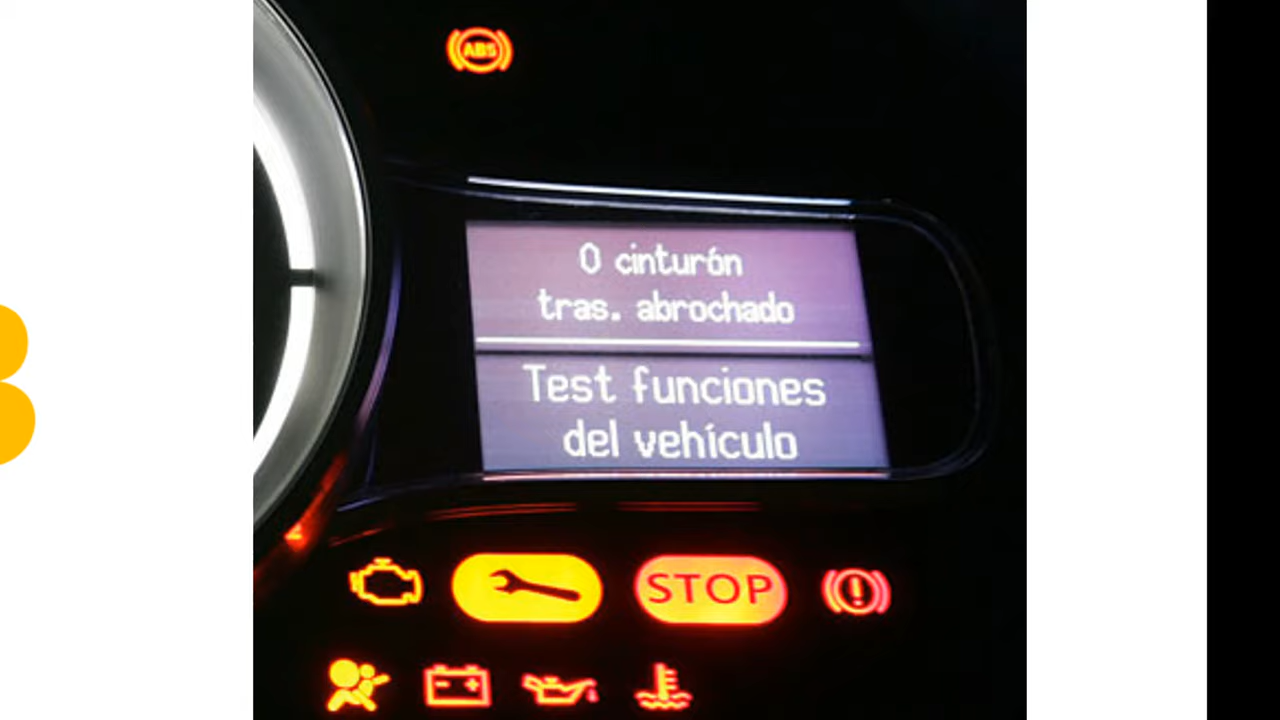 ABS
0 cinturón
tras. abrochado
Test funciones
del vehículo
STOP